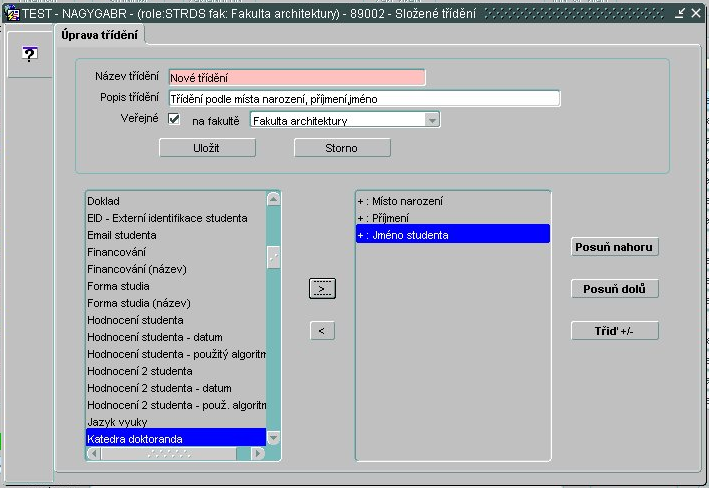 TEST - NAGYGABR - (role:STRDS fak: Fakulta architektury) - 89002 - Složené třídění
Úprava třídění
?
Název třídění Nové třídění
Popis třídění Třídění podle místa narození, příjmení,jméno
Veřejné na fakultě Fakulta architektury
Uložit Storno
Doklad
EID - Externí identifikace studenta
Email studenta
Financování
Financování (název)
Forma studia
Forma studia (název)
Hodnocení studenta
Hodnocení studenta - datum
Hodnocení studenta - použitý algoritm
Hodnocení 2 studenta
Hodnocení 2 studenta - datum
Hodnocení 2 studenta - použ. algoritm
Jazyk vyuky
Katedra doktoranda
>
<
+ : Místo narození
+ : Příjmení
+ : Jméno studenta
Posuň nahoru
Posuň dolů
Třiď +/-